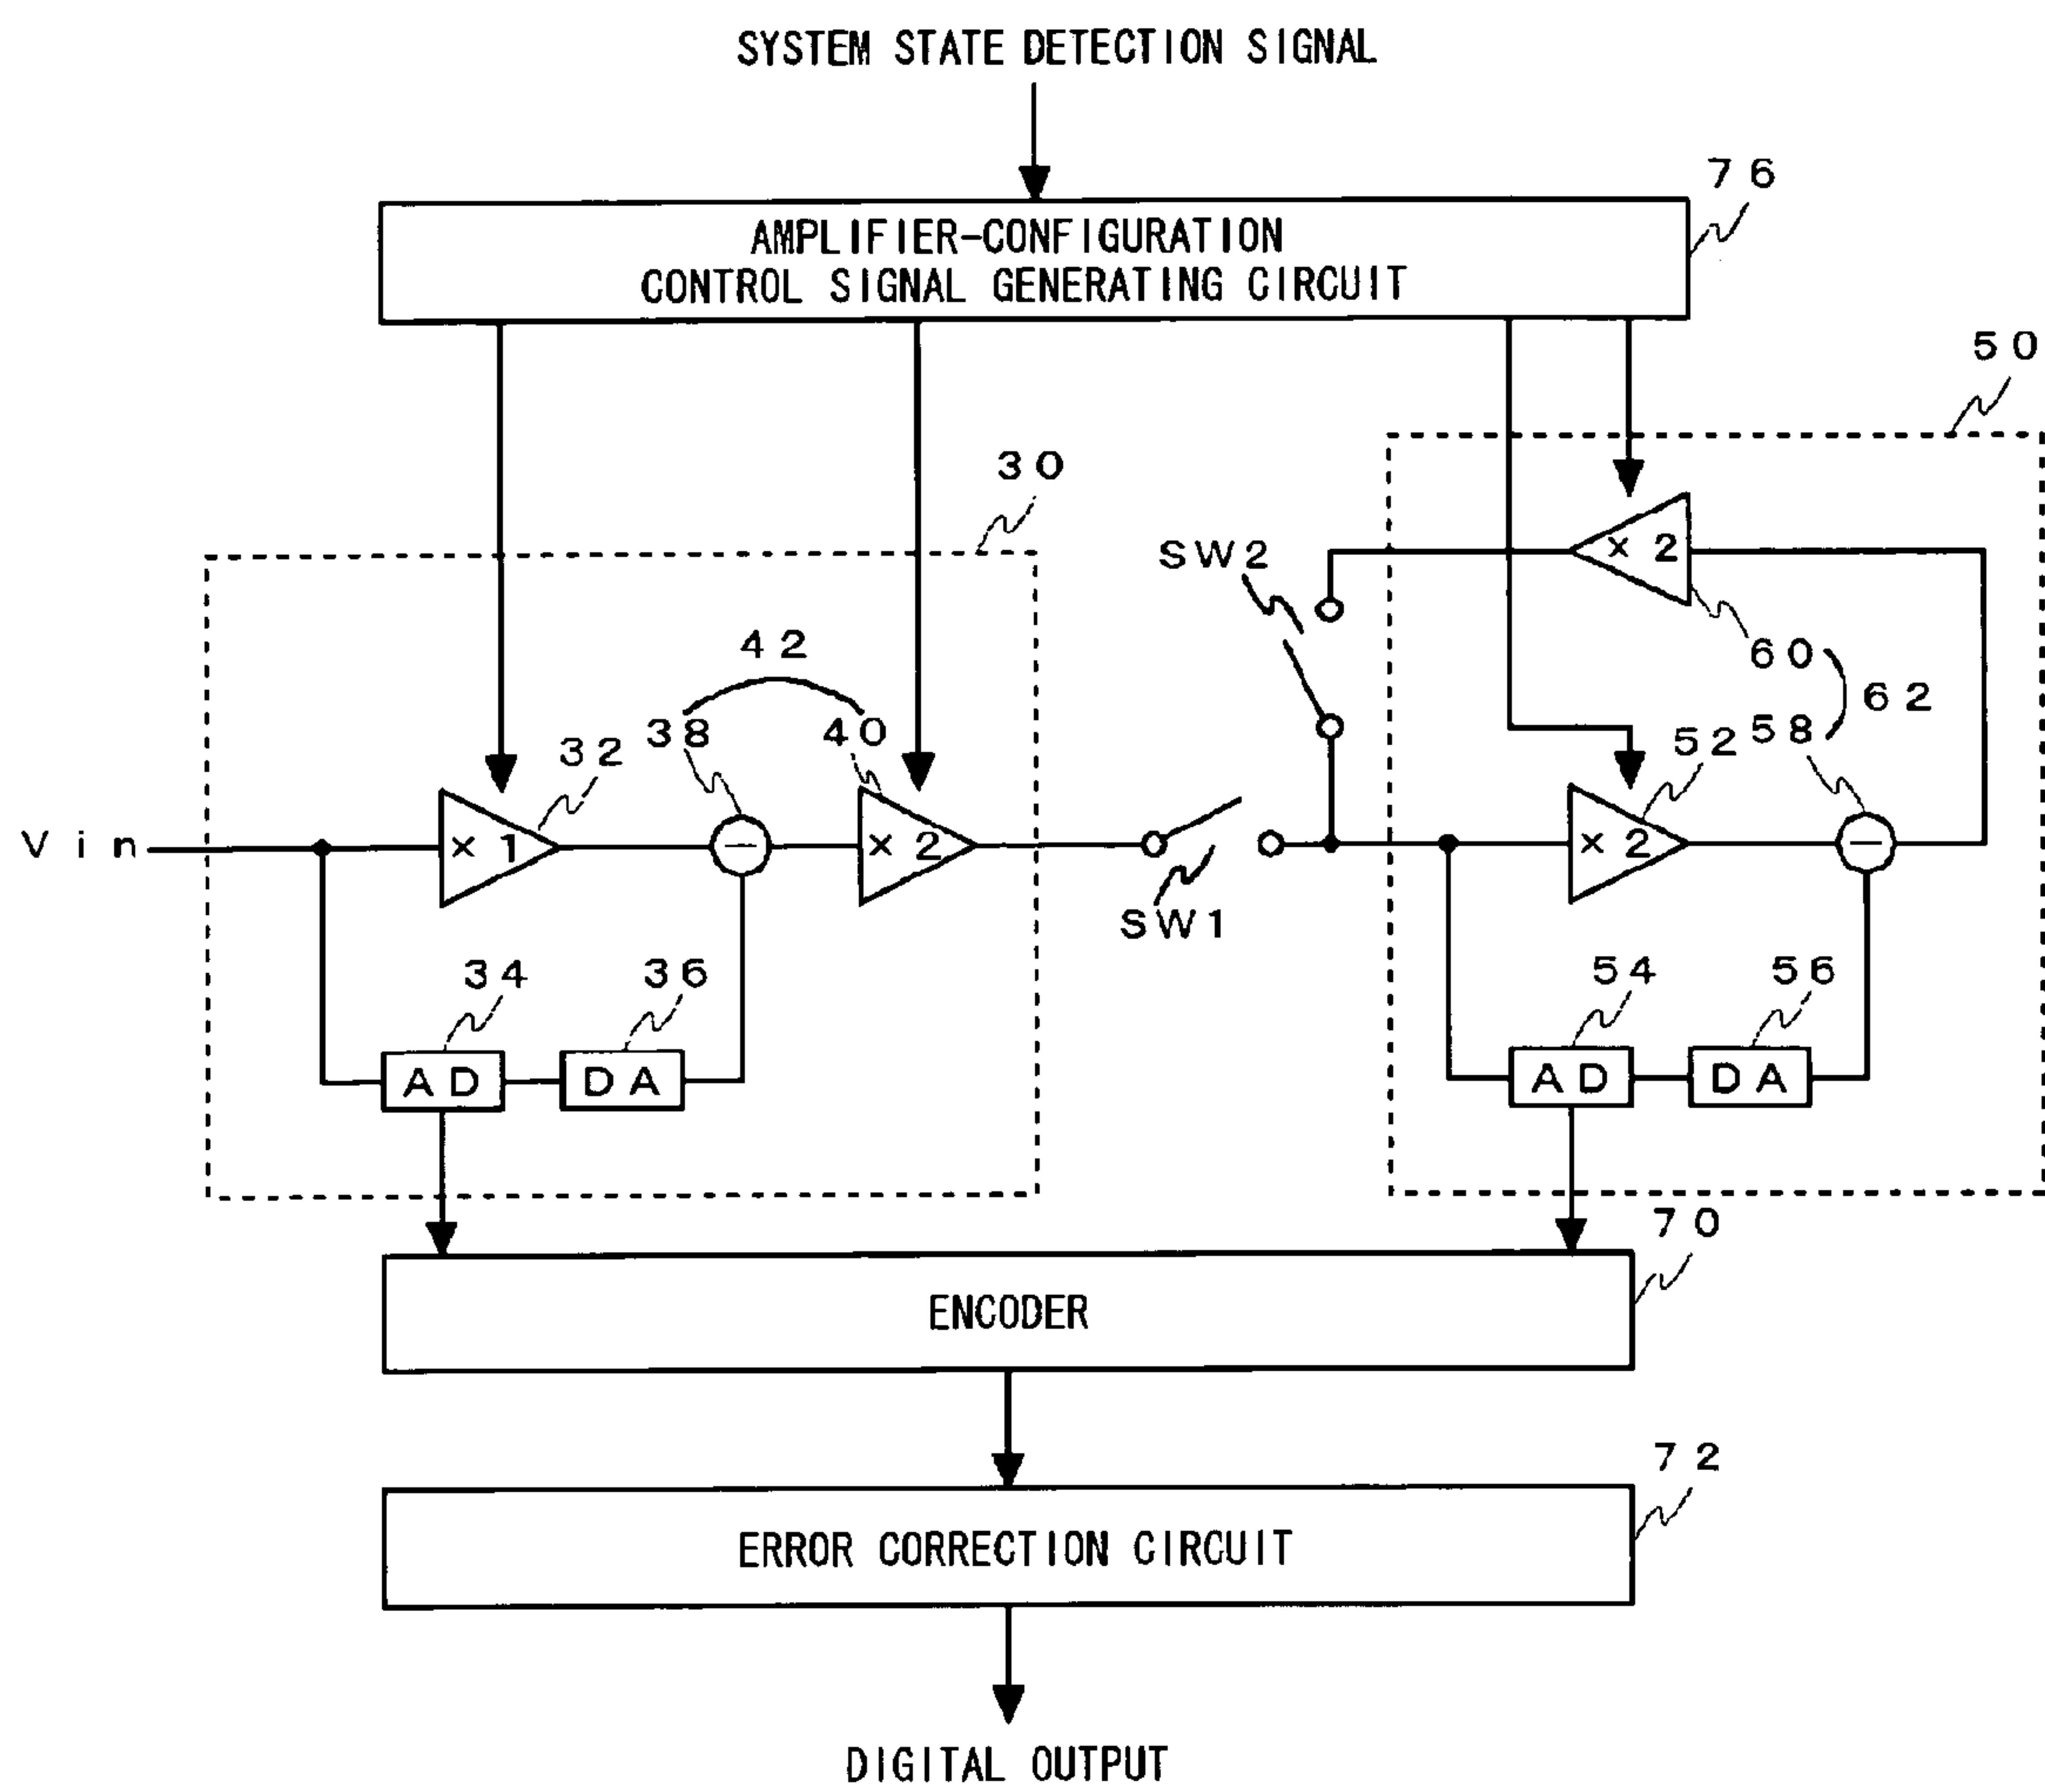 SYSTEM STATE DETECTION SIGNAL
76
AMPLIFIER-CONFIGURATION
CONTROL SIGNAL GENERATING CIRCUIT
50
30
SW2
×2
42
60
62
38
40
32
52
58
Vin
×1
−
×2
×2
−
SW1
34
36
54
56
AD
DA
AD
DA
70
ENCODER
72
ERROR CORRECTION CIRCUIT
DIGITAL OUTPUT